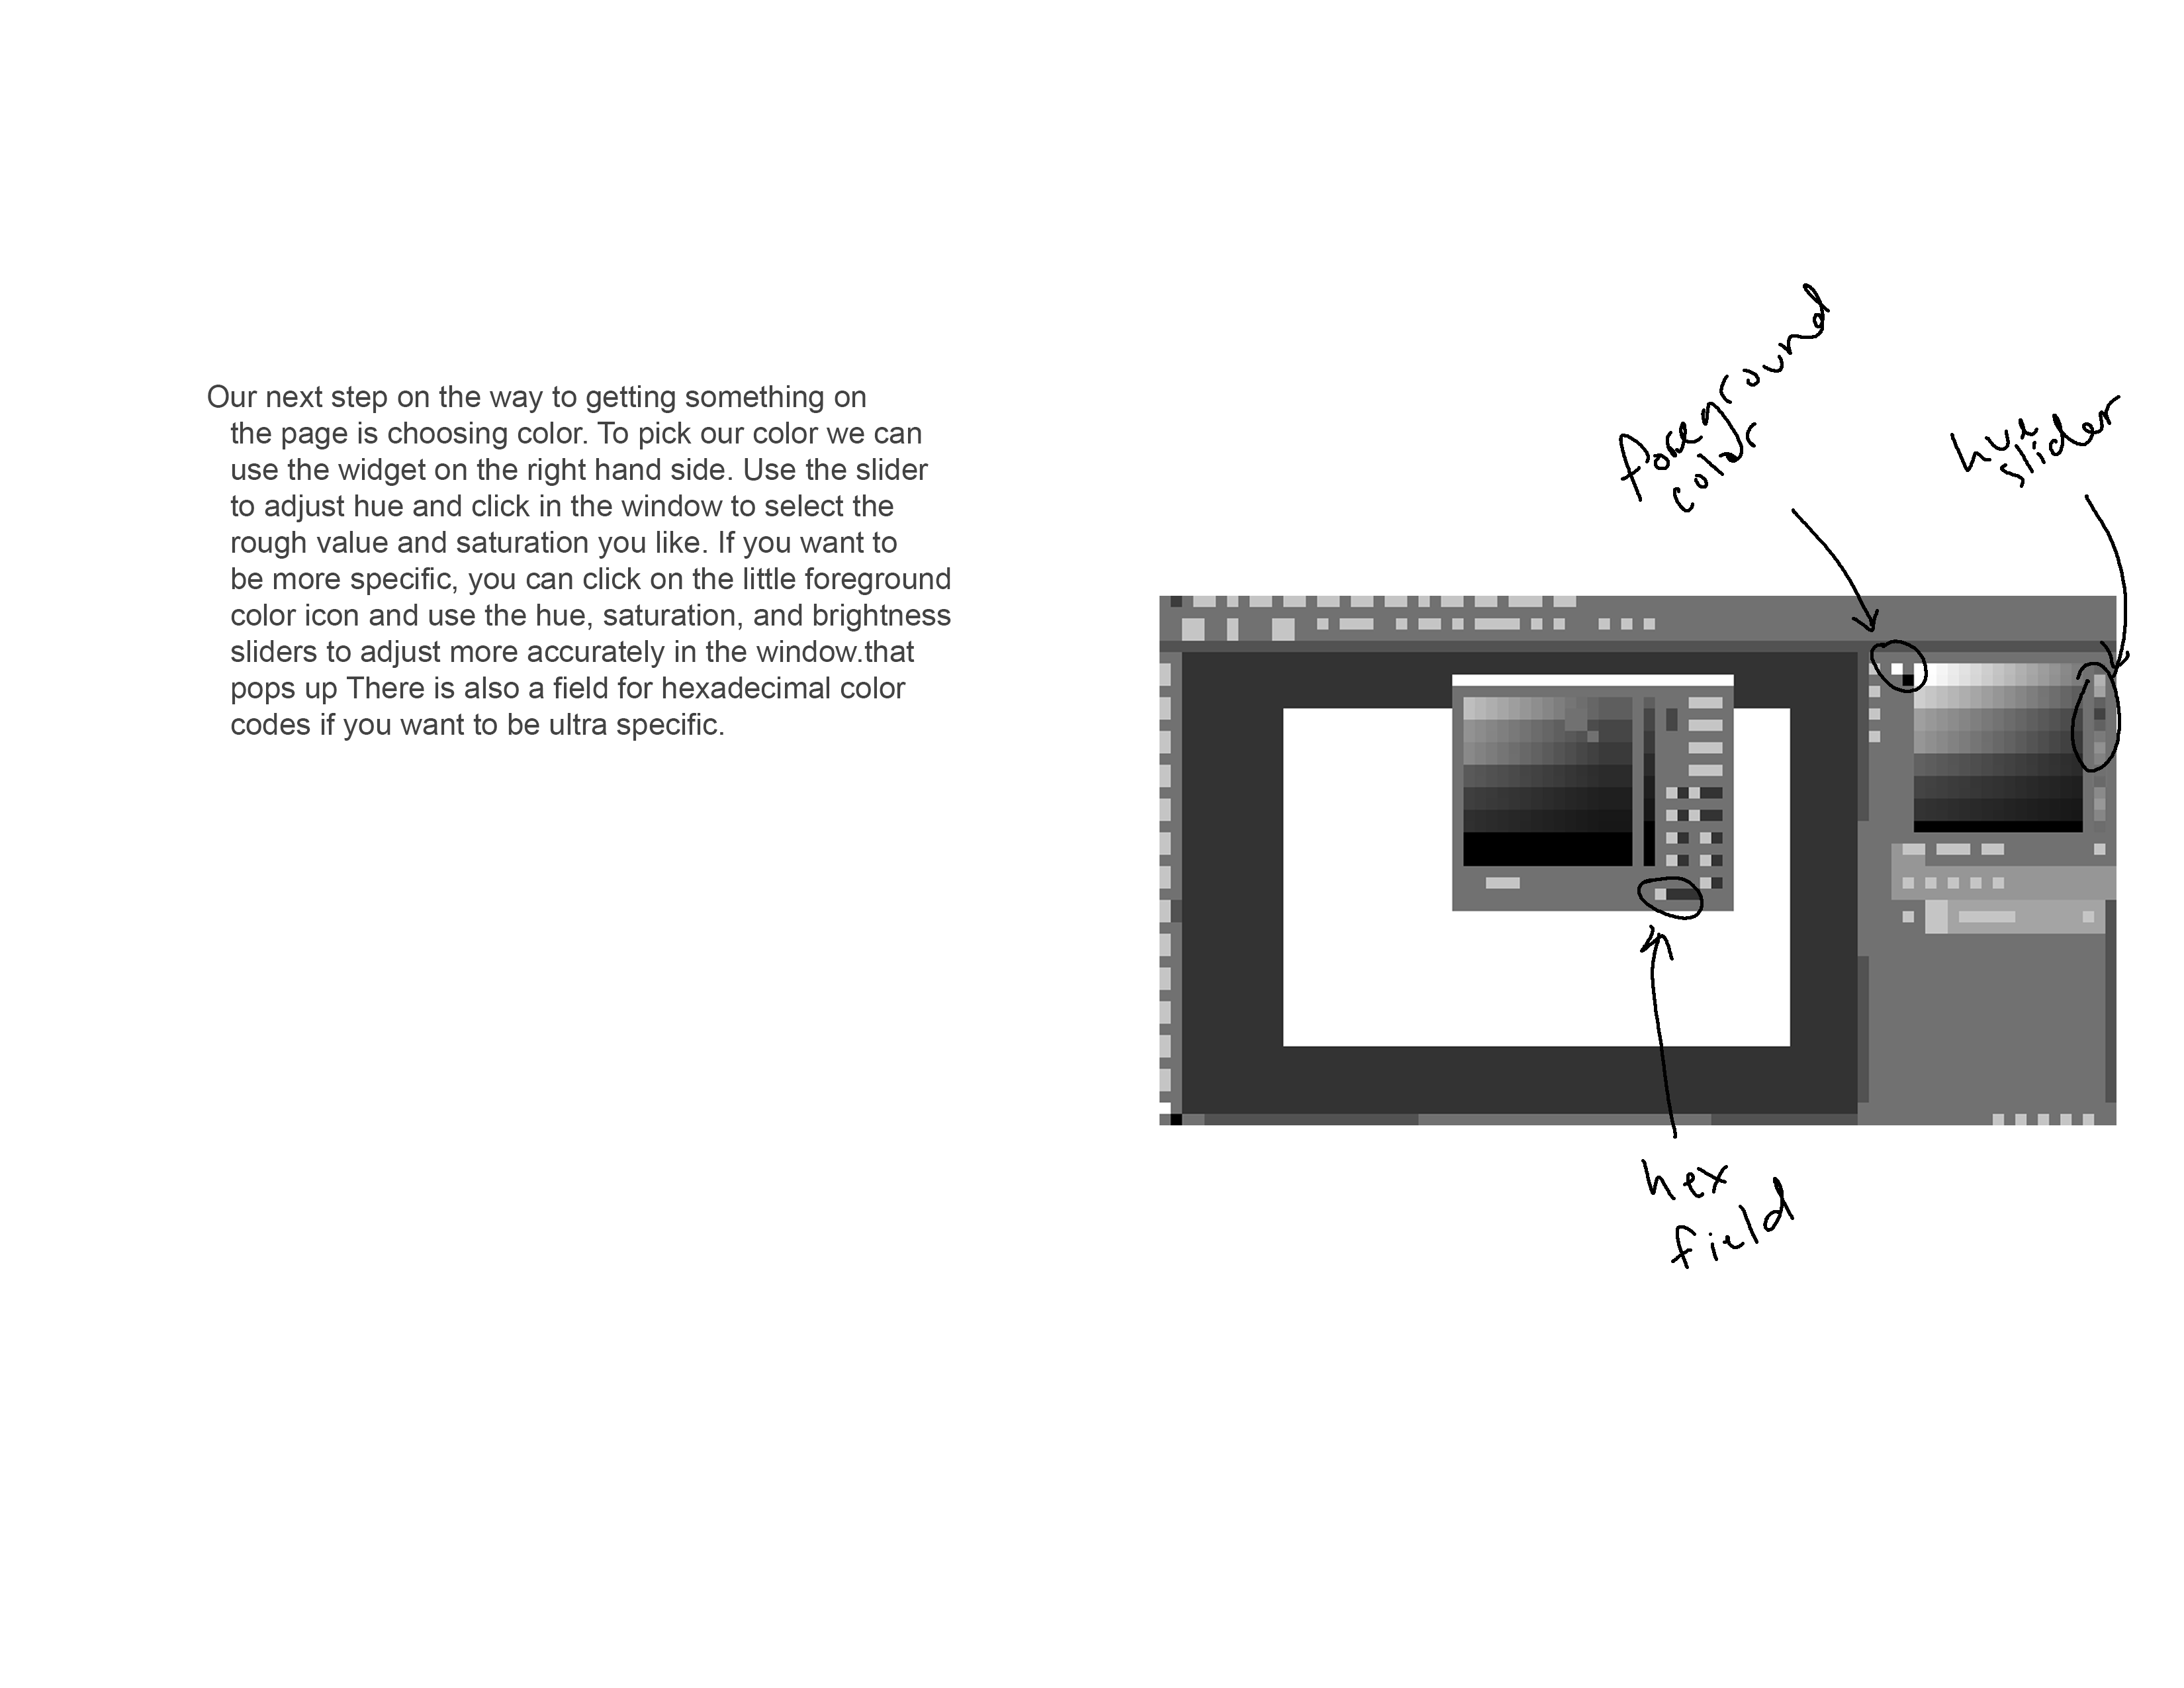 Our next step on the way to getting something on
the page is choosing color. To pick our color we can
use the widget on the right hand side. Use the slider
to adjust hue and click in the window to select the
rough value and saturation you like. If you want to
be more specific, you can click on the little foreground
color icon and use the hue, saturation, and brightness
sliders to adjust more accurately in the window.that
pops up There is also a field for hexadecimal color
codes if you want to be ultra specific.
foreground
color
hue
slider
hex
field